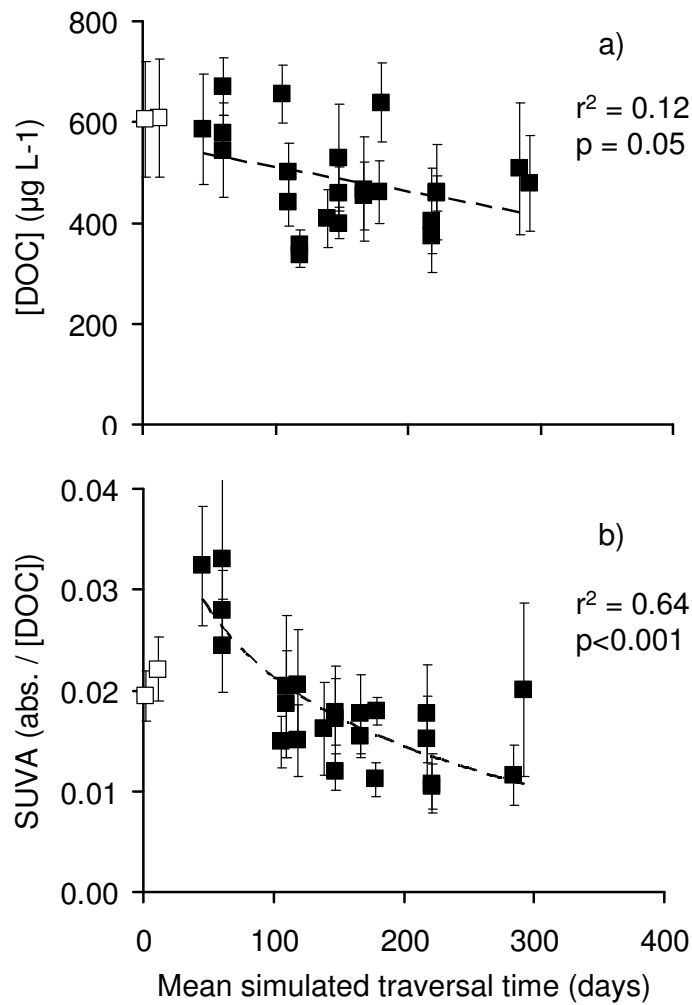 800
600
400
200
0
[DOC] (µg L-1)
a)
r² = 0.12
p = 0.05
0.04
0.03
0.02
0.01
0.00
SUVA (abs. / [DOC])
b)
r² = 0.64
p<0.001
0 100 200 300 400
Mean simulated traversal time (days)